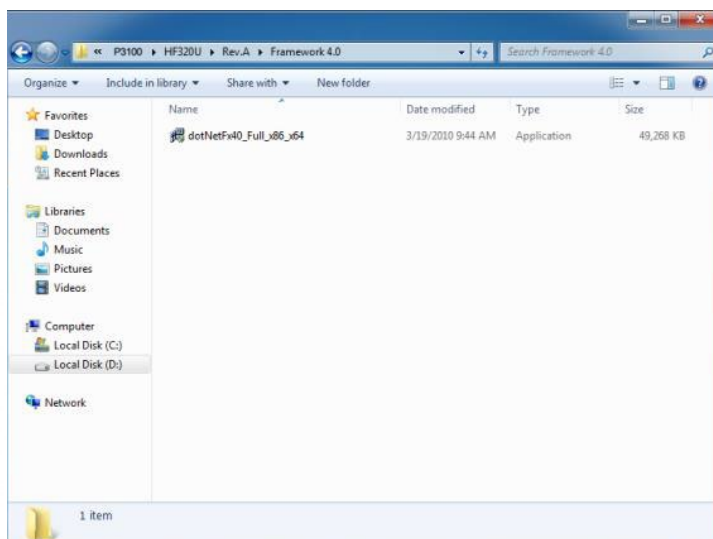 « P3100 ▸ HF320U ▸ Rev.A ▸ Framework 4.0
Search Framework 4.0
Organize Include in library Share with New folder
Name Date modified Type Size
dotNetFx40_Full_x86_x64 3/19/2010 9:44 AM Application 49,268 KB
Favorites
Desktop
Downloads
Recent Places
Libraries
Documents
Music
Pictures
Videos
Computer
Local Disk (C:)
Local Disk (D:)
Network
1 item